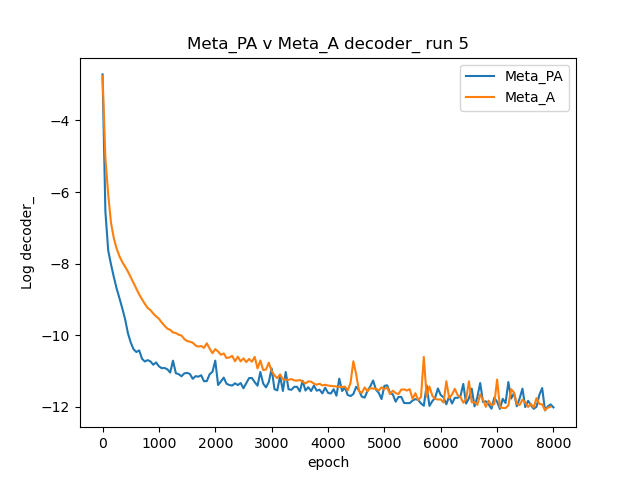 Meta_PA v Meta_A decoder_ run 5
Meta_PA
Meta_A
Log decoder_
−4
−6
−8
−10
−12
0
1000
2000
3000
4000
5000
6000
7000
8000
epoch